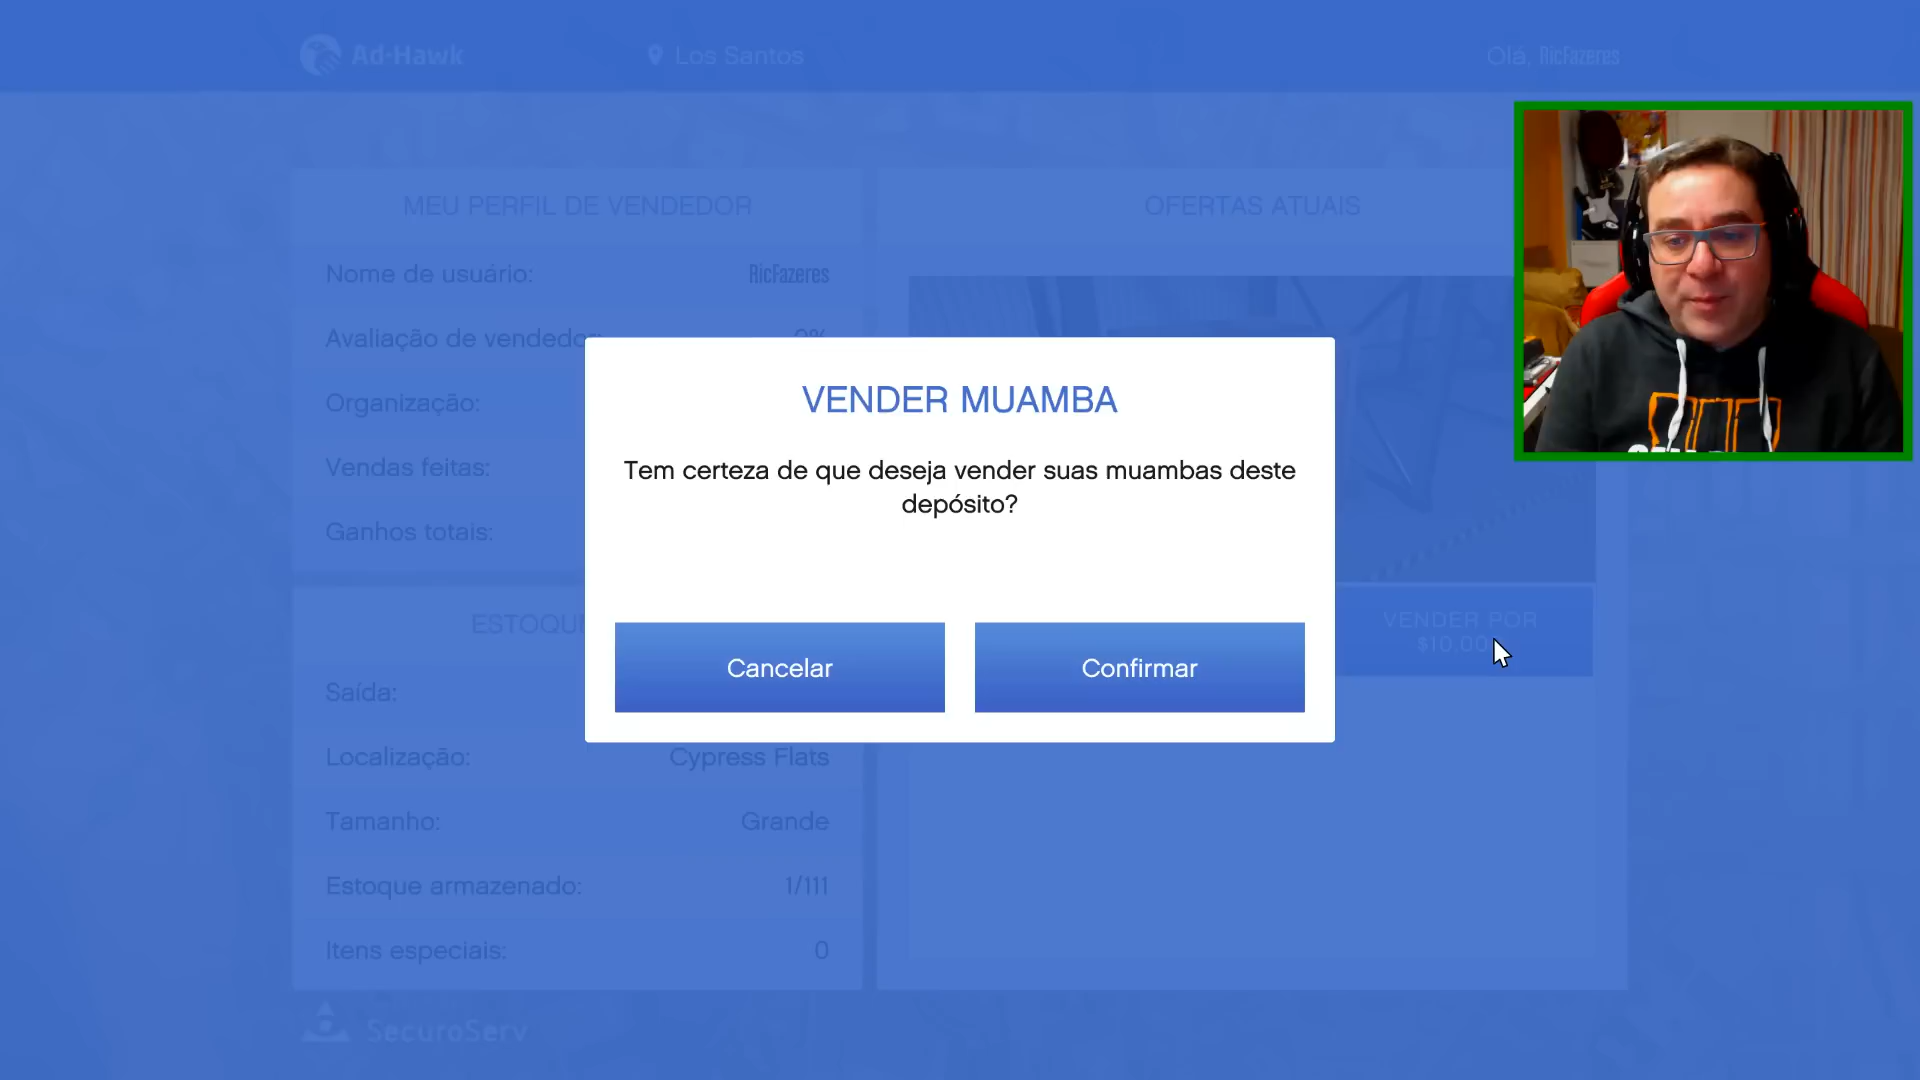 Ad-Hawk
Los Santos
Olá, RicFazeres
MEU PERFIL DE VENDEDOR
Nome de usuário: RicFazeres
Avaliação de vendedor: 0%
Organização:
Vendas feitas:
Ganhos totais:
OFERTAS ATUAIS
VENDER MUAMBA
Tem certeza de que deseja vender suas muambas deste
depósito?
Cancelar
Confirmar
VENDER POR
ESTOQU
Saída:
Localização: Cypress Flats
Tamanho: Grande
Estoque armazenado: 1/111
Itens especiais: 0
SecuroServ